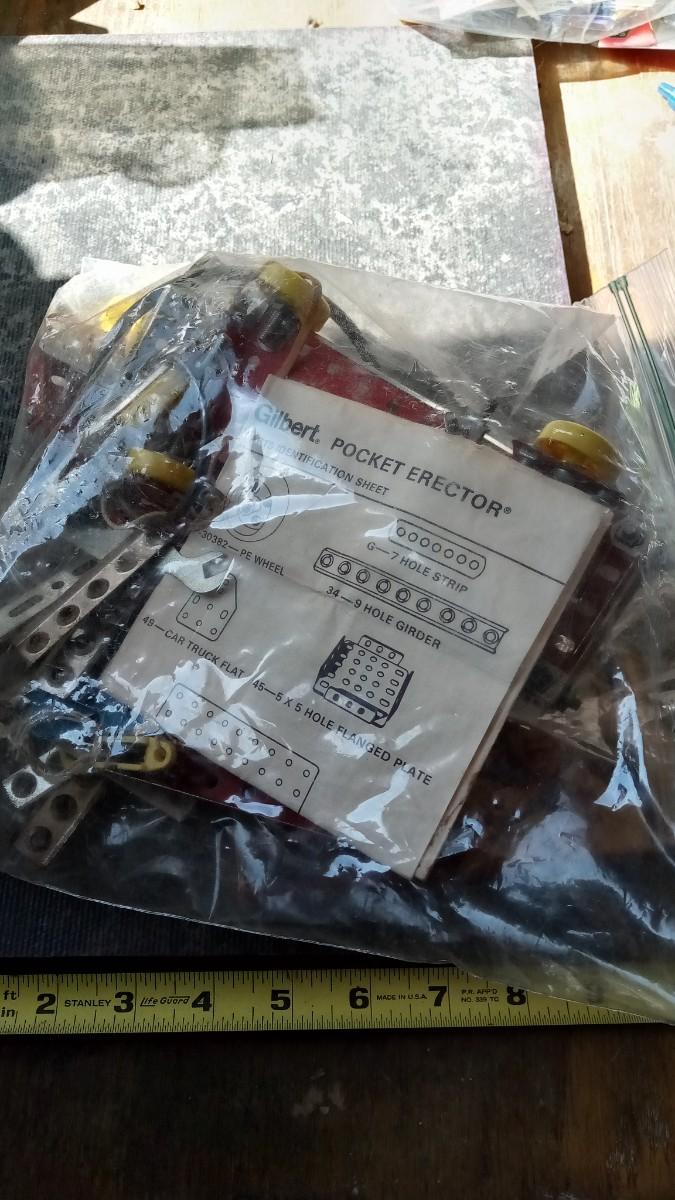 Gilbert® POCKET ERECTOR®
IDENTIFICATION SHEET
30382—PE WHEEL
G—7 HOLE STRIP
34—9 HOLE GIRDER
49—CAR TRUCK FLAT
45—5 X 5 HOLE FLANGED PLATE
ft
in 2 STANLEY 3 Life Guard 4 5 6 MADE IN U.S.A. 7 P.R. APP'D NO. 339 TC 8